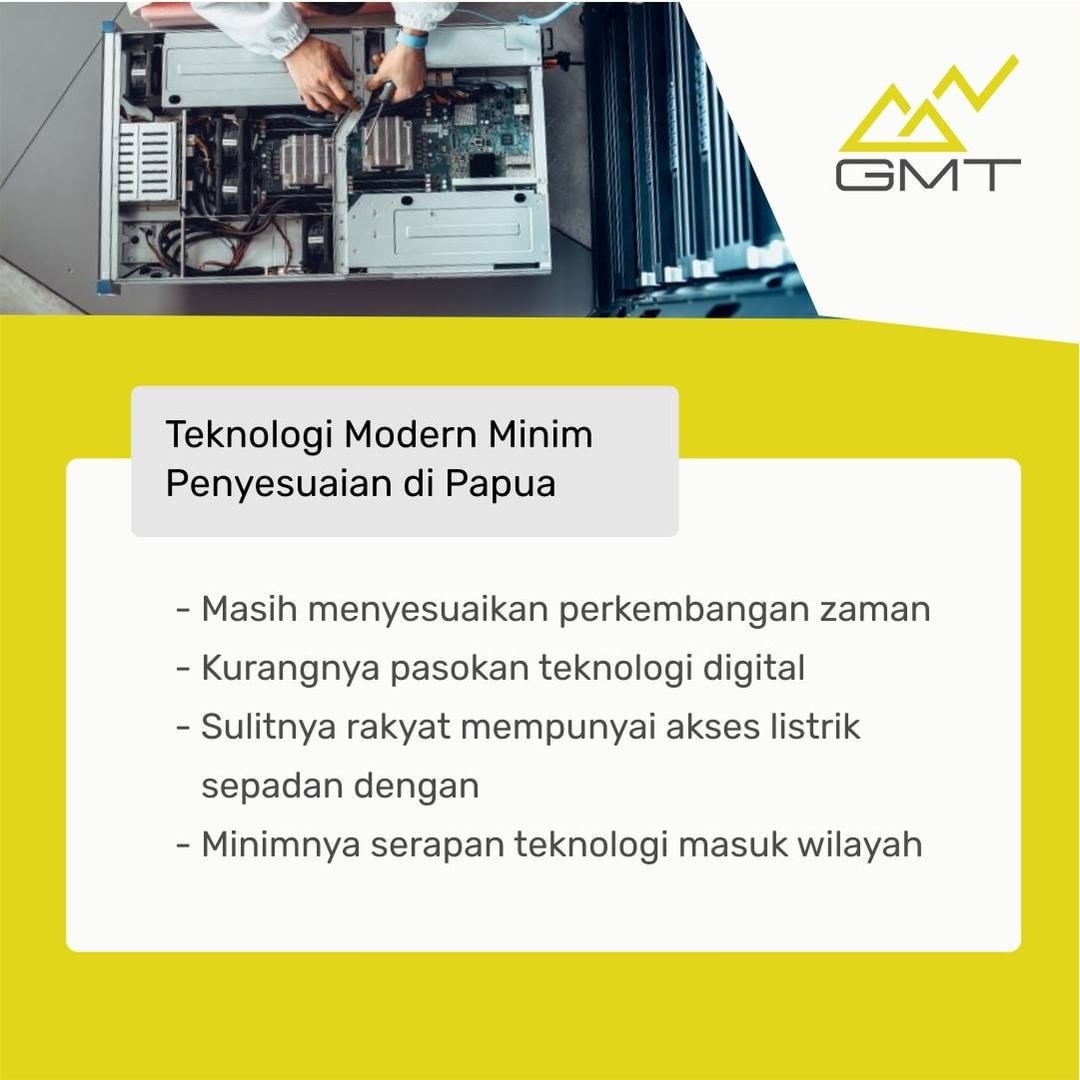 GMT
Teknologi Modern Minim
Penyesuaian di Papua
- Masih menyesuaikan perkembangan zaman
- Kurangnya pasokan teknologi digital
- Sulitnya rakyat mempunyai akses listrik
sepadan dengan
- Minimnya serapan teknologi masuk wilayah